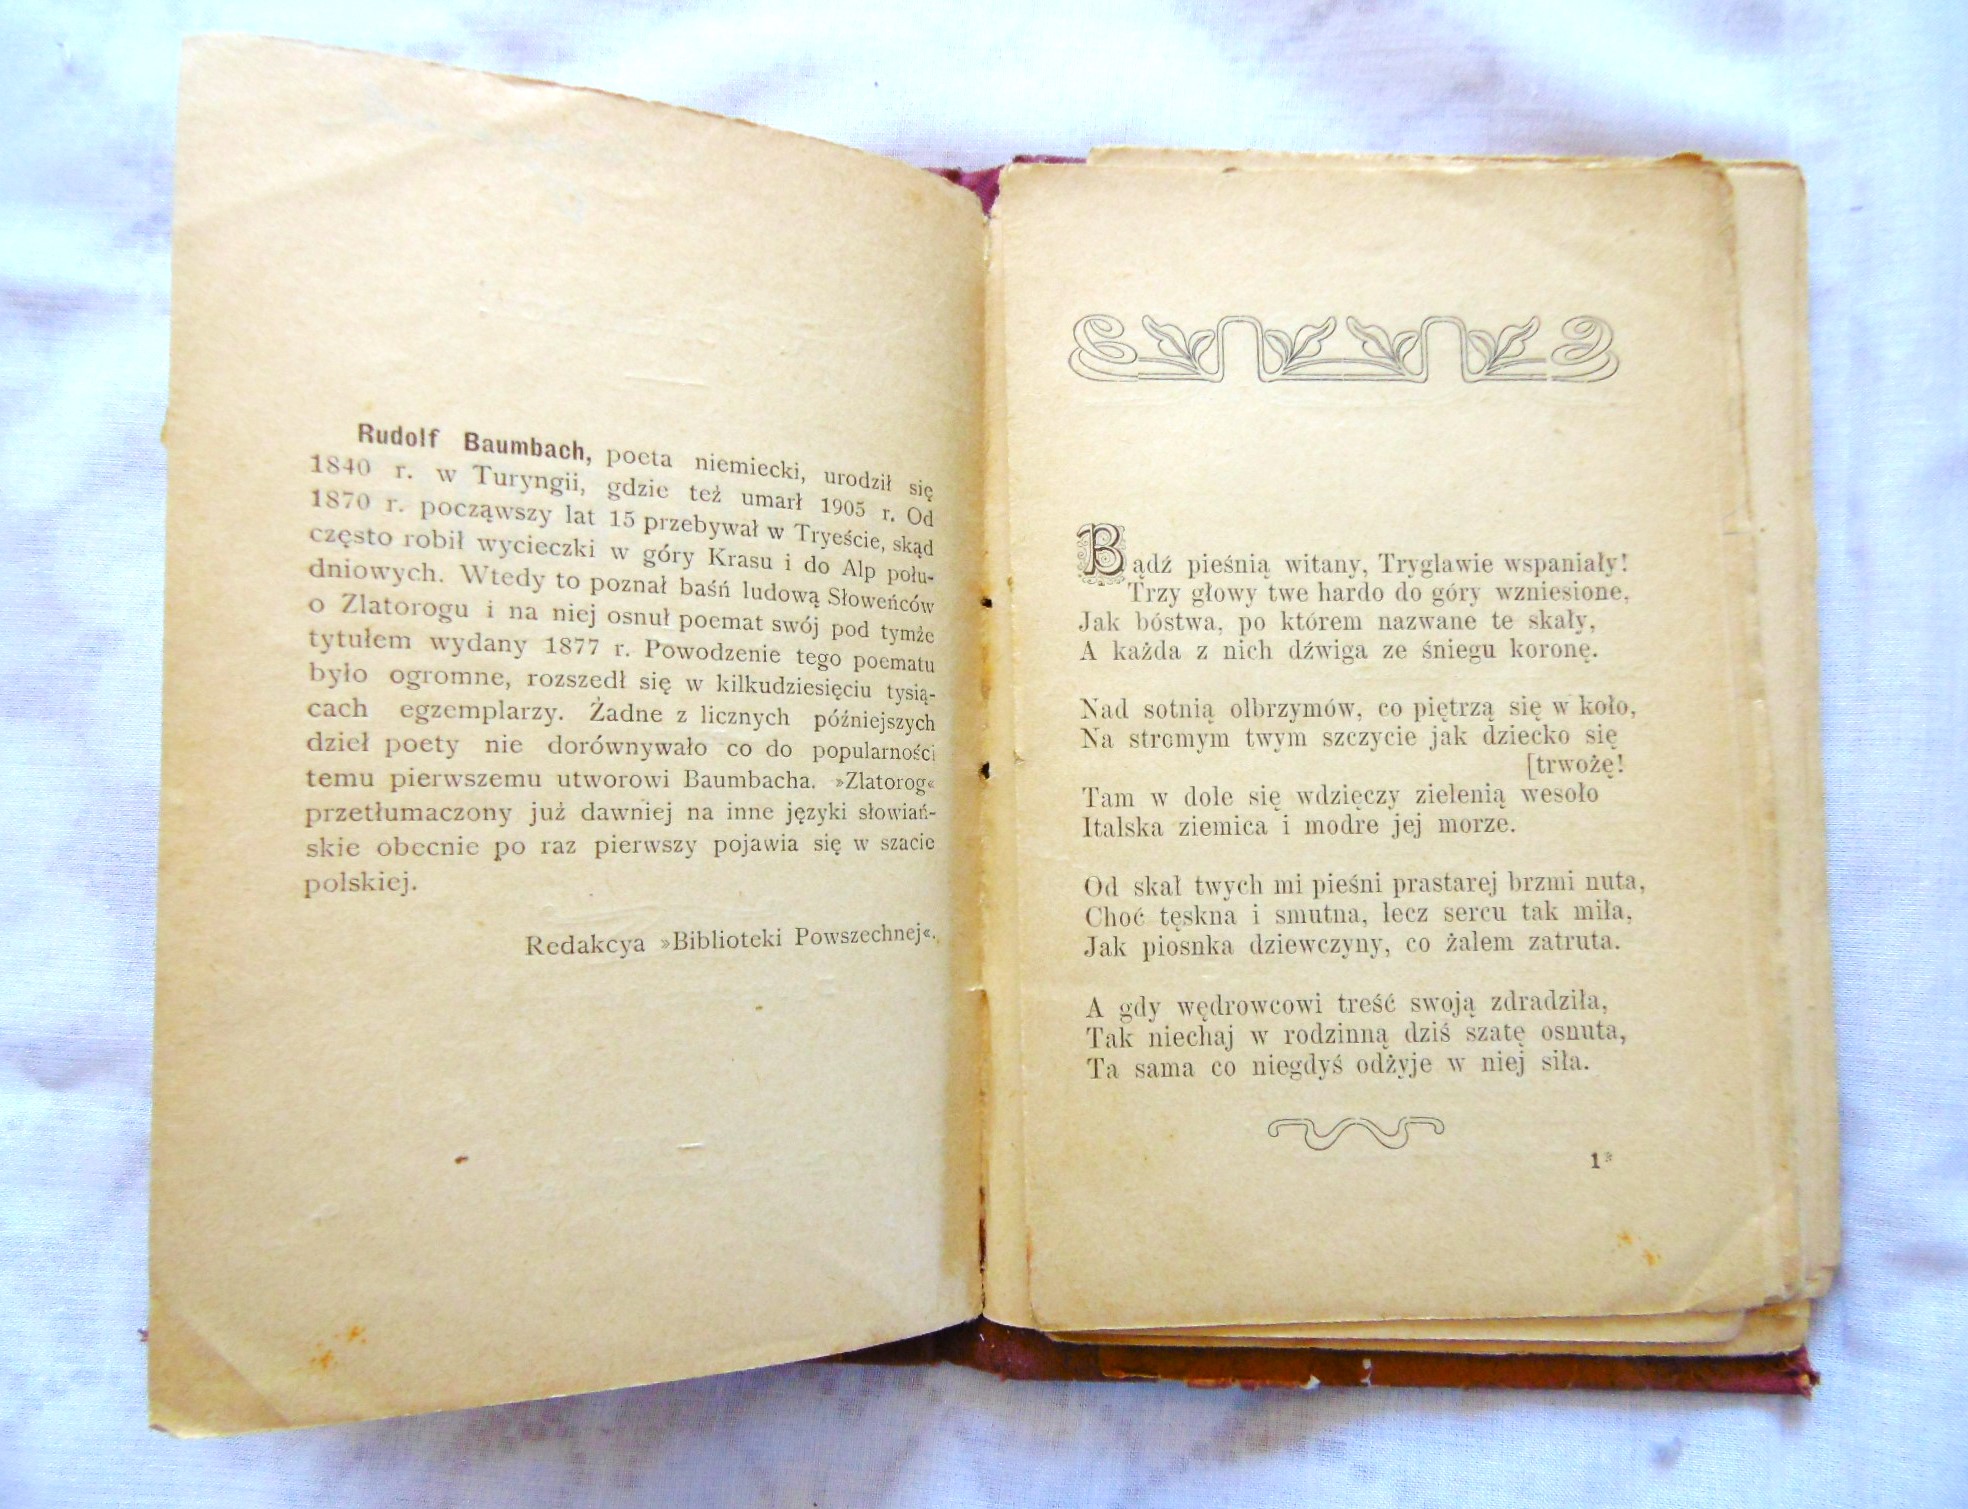 Rudolf Baumbach, poeta niemiecki, urodził się
1840 r. w Turyngii, gdzie też umarł 1905 r. Od
1870 r. począwszy lat 15 przebywał w Tryeście, skąd
często robił wycieczki w góry Krasu i do Alp połu-
dniowych. Wtedy to poznał baśń ludową Słoweńców
o Zlatorogu i na niej osnuł poemat swój pod tymże
tytułem wydany 1877 r. Powodzenie tego poematu
było ogromne, rozszedł się w kilkudziesięciu tysią-
cach egzemplarzy. Żadne z licznych późniejszych
dzieł poety nie dorównywało co do popularności
temu pierwszemu utworowi Baumbacha. »Zlatorog«
przetłumaczony już dawniej na inne języki słowiań-
skie obecnie po raz pierwszy pojawia się w szacie
polskiej.
Redakcya »Biblioteki Powszechnej«.
Bądź pieśnią witany, Tryglawie wspaniały!
Trzy głowy twe hardo do góry wzniesione,
Jak bóstwa, po którem nazwane te skały,
A każda z nich dźwiga ze śniegu koronę.
Nad sotnią olbrzymów, co piętrzą się w koło,
Na stromym twym szczycie jak dziecko się
[trwożę!
Tam w dole się wdzięczy zielenią wesoło
Italska ziemica i modre jej morze.
Od skał twych mi pieśni prastarej brzmi nuta,
Choć tęskna i smutna, lecz sercu tak miła,
Jak piosnka dziewczyny, co żalem zatruta.
A gdy wędrowcowi treść swoją zdradziła,
Tak niechaj w rodzinną dziś szatę osnuta,
Ta sama co niegdyś odżyje w niej siła.
1*